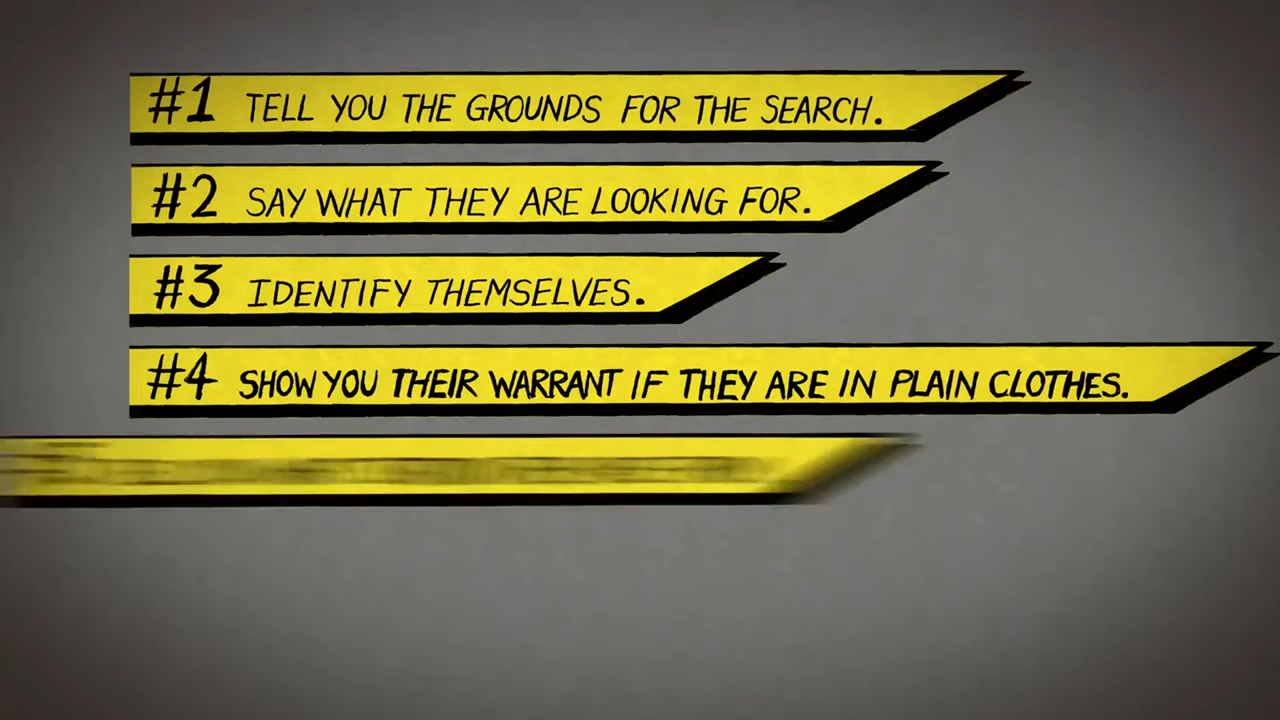 #1 TELL YOU THE GROUNDS FOR THE SEARCH.
#2 SAY WHAT THEY ARE LOOKING FOR.
#3 IDENTIFY THEMSELVES.
#4 SHOW YOU THEIR WARRANT IF THEY ARE IN PLAIN CLOTHES.